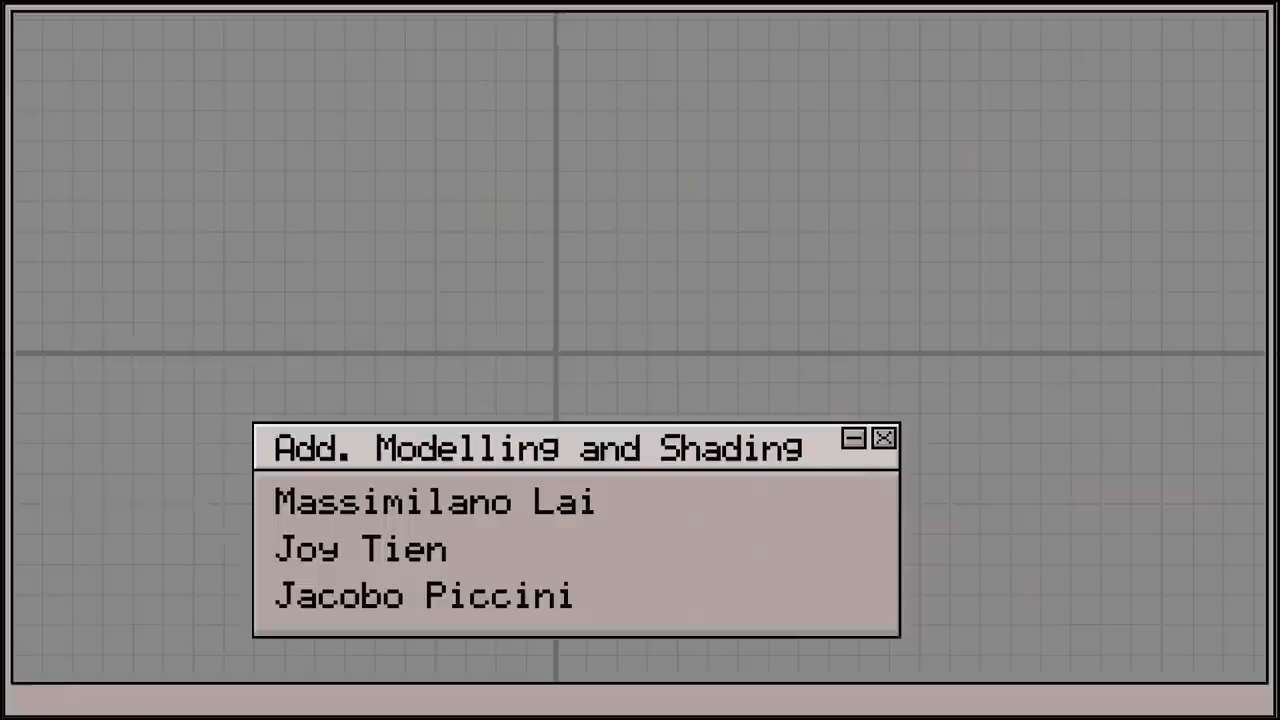 Add. Modelling and Shading
Massimilano Lai
Joy Tien
Jacobo Piccini